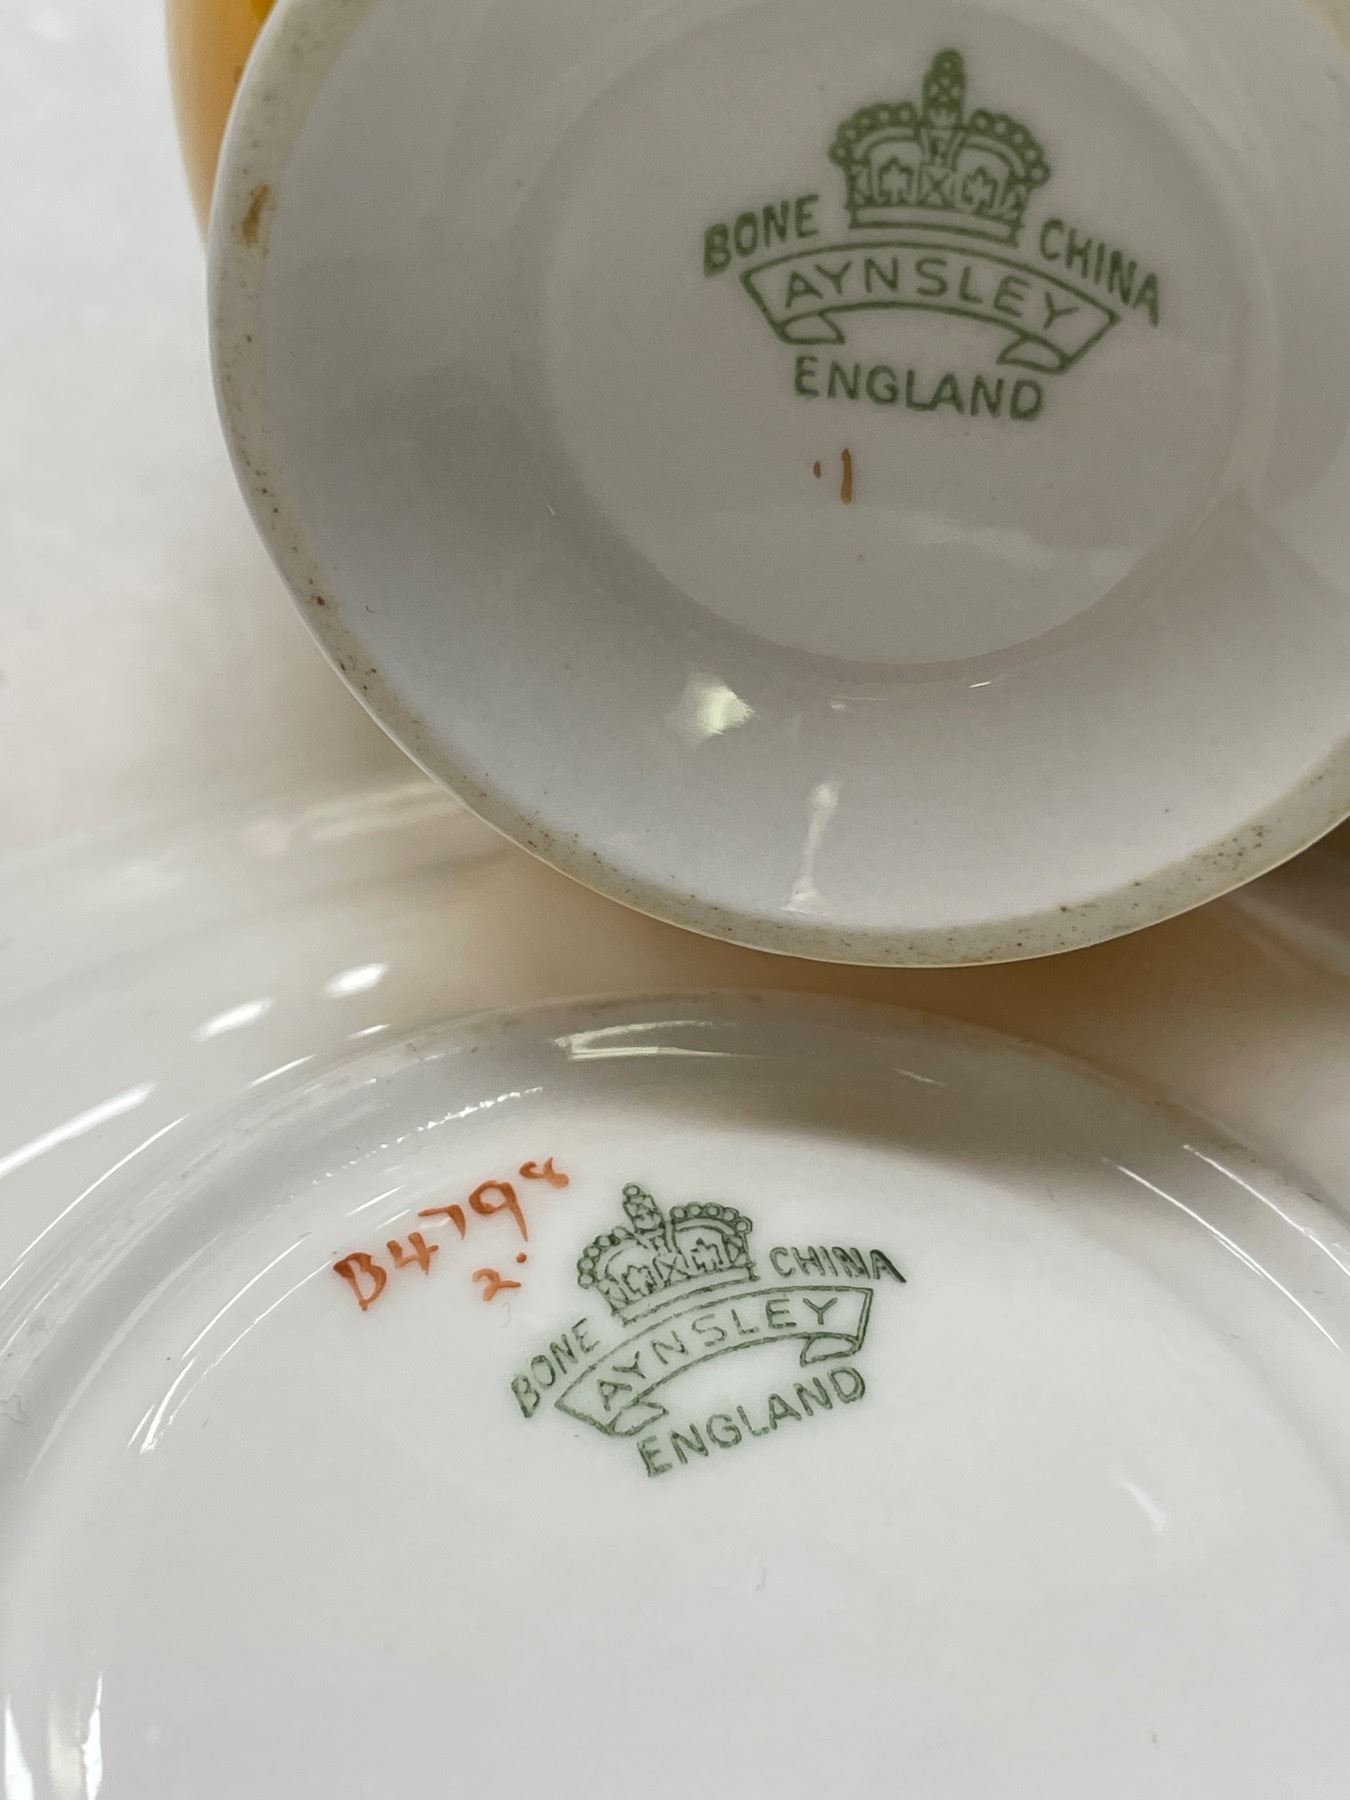 BONE CHINA
AYNSLEY
ENGLAND
·1
B4798
2·
BONE CHINA
AYNSLEY
ENGLAND